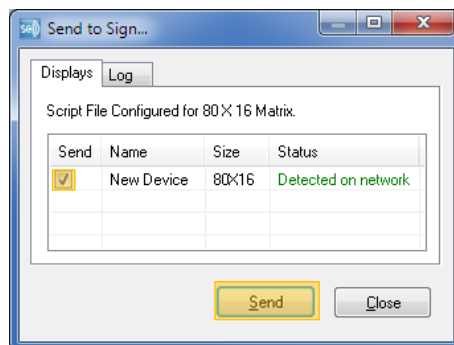 Send to Sign...
Displays Log
Script File Configured for 80 X 16 Matrix.
Send Name Size Status
New Device 80X16 Detected on network
Send Close